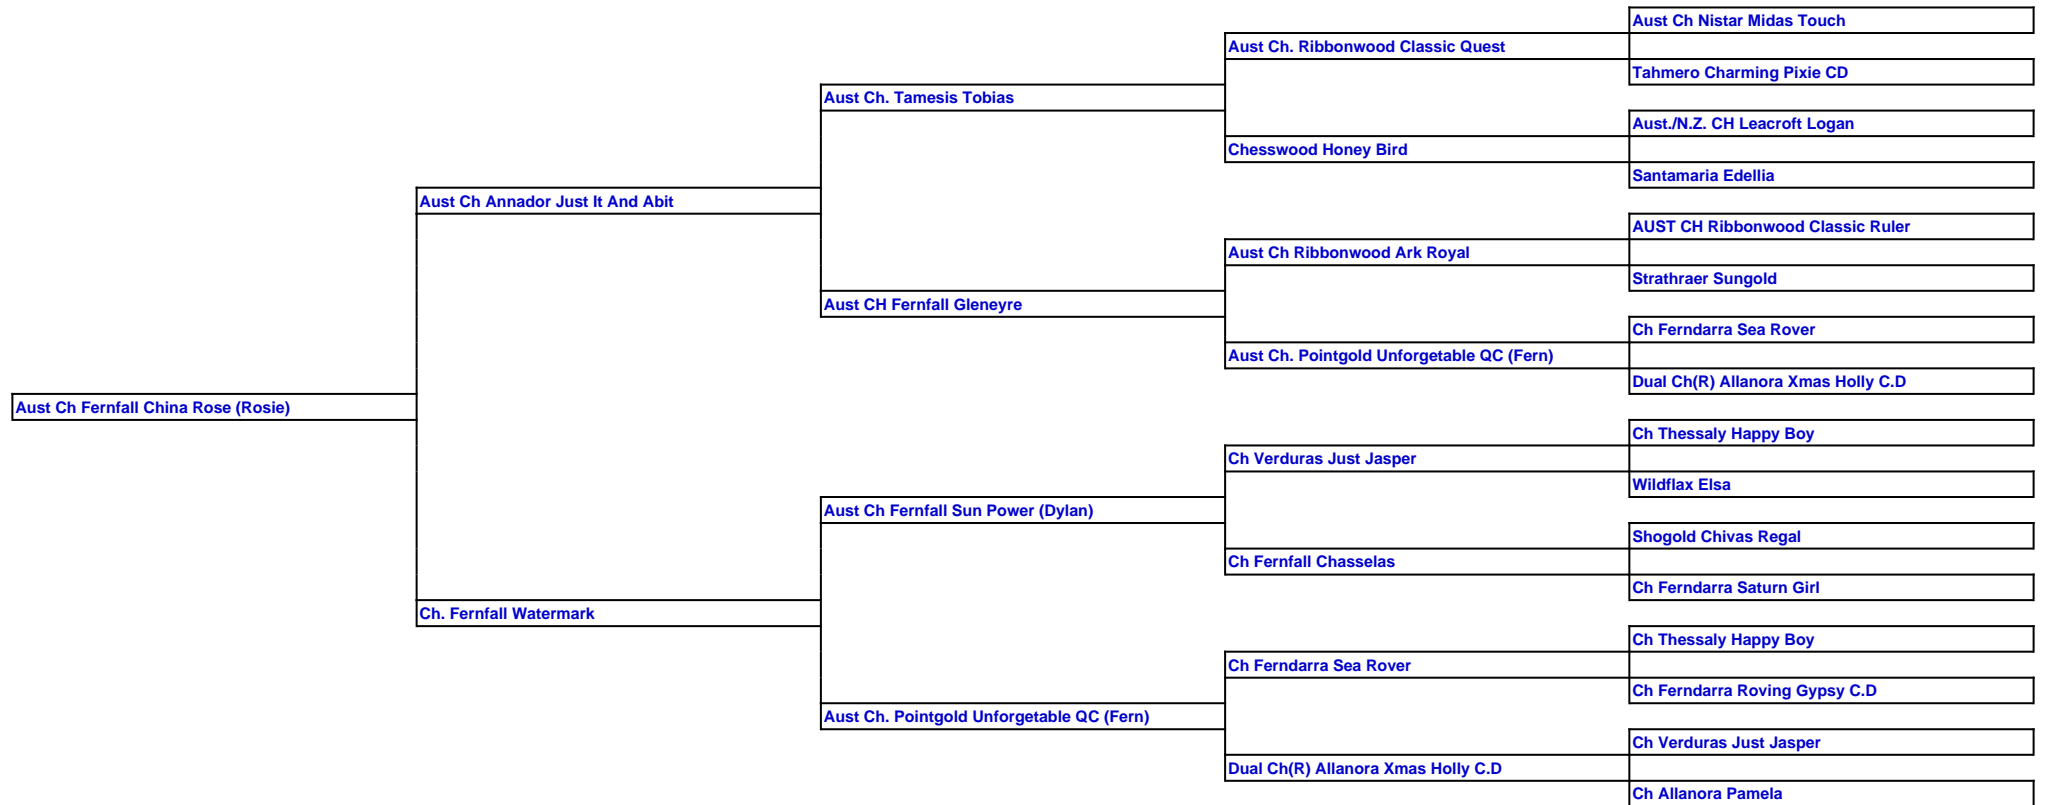 Aust Ch Nistar Midas Touch
Aust Ch. Ribbonwood Classic Quest
Tahmero Charming Pixie CD
Aust Ch. Tamesis Tobias
Aust./N.Z. CH Leacroft Logan
Chesswood Honey Bird
Santamaria Edellia
Aust Ch Annador Just It And Abit
AUST CH Ribbonwood Classic Ruler
Aust Ch Ribbonwood Ark Royal
Strathraer Sungold
Aust CH Fernfall Gleneyre
Ch Ferndarra Sea Rover
Aust Ch. Pointgold Unforgetable QC (Fern)
Dual Ch(R) Allanora Xmas Holly C.D
Aust Ch Fernfall China Rose (Rosie)
Ch Thessaly Happy Boy
Ch Verduras Just Jasper
Wildflax Elsa
Aust Ch Fernfall Sun Power (Dylan)
Shogold Chivas Regal
Ch Fernfall Chasselas
Ch Ferndarra Saturn Girl
Ch. Fernfall Watermark
Ch Thessaly Happy Boy
Ch Ferndarra Sea Rover
Ch Ferndarra Roving Gypsy C.D
Aust Ch. Pointgold Unforgetable QC (Fern)
Ch Verduras Just Jasper
Dual Ch(R) Allanora Xmas Holly C.D
Ch Allanora Pamela